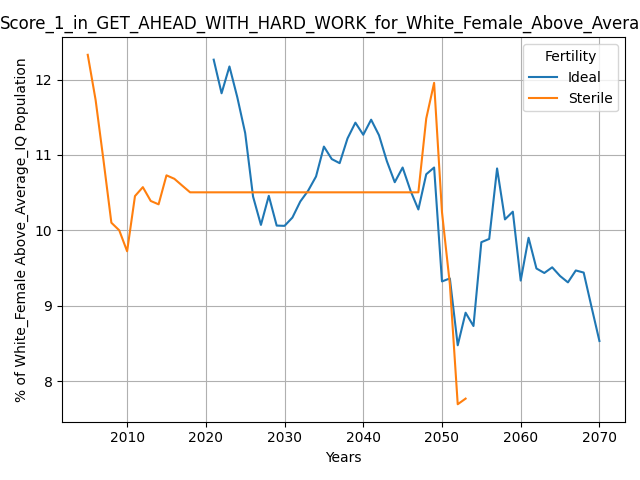 Score_1_in_GET_AHEAD_WITH_HARD_WORK_for_White_Female_Above_Avera
Fertility
Ideal
Sterile
% of White_Female Above_Average_IQ Population
12
11
10
9
8
2010 2020 2030 2040 2050 2060 2070
Years